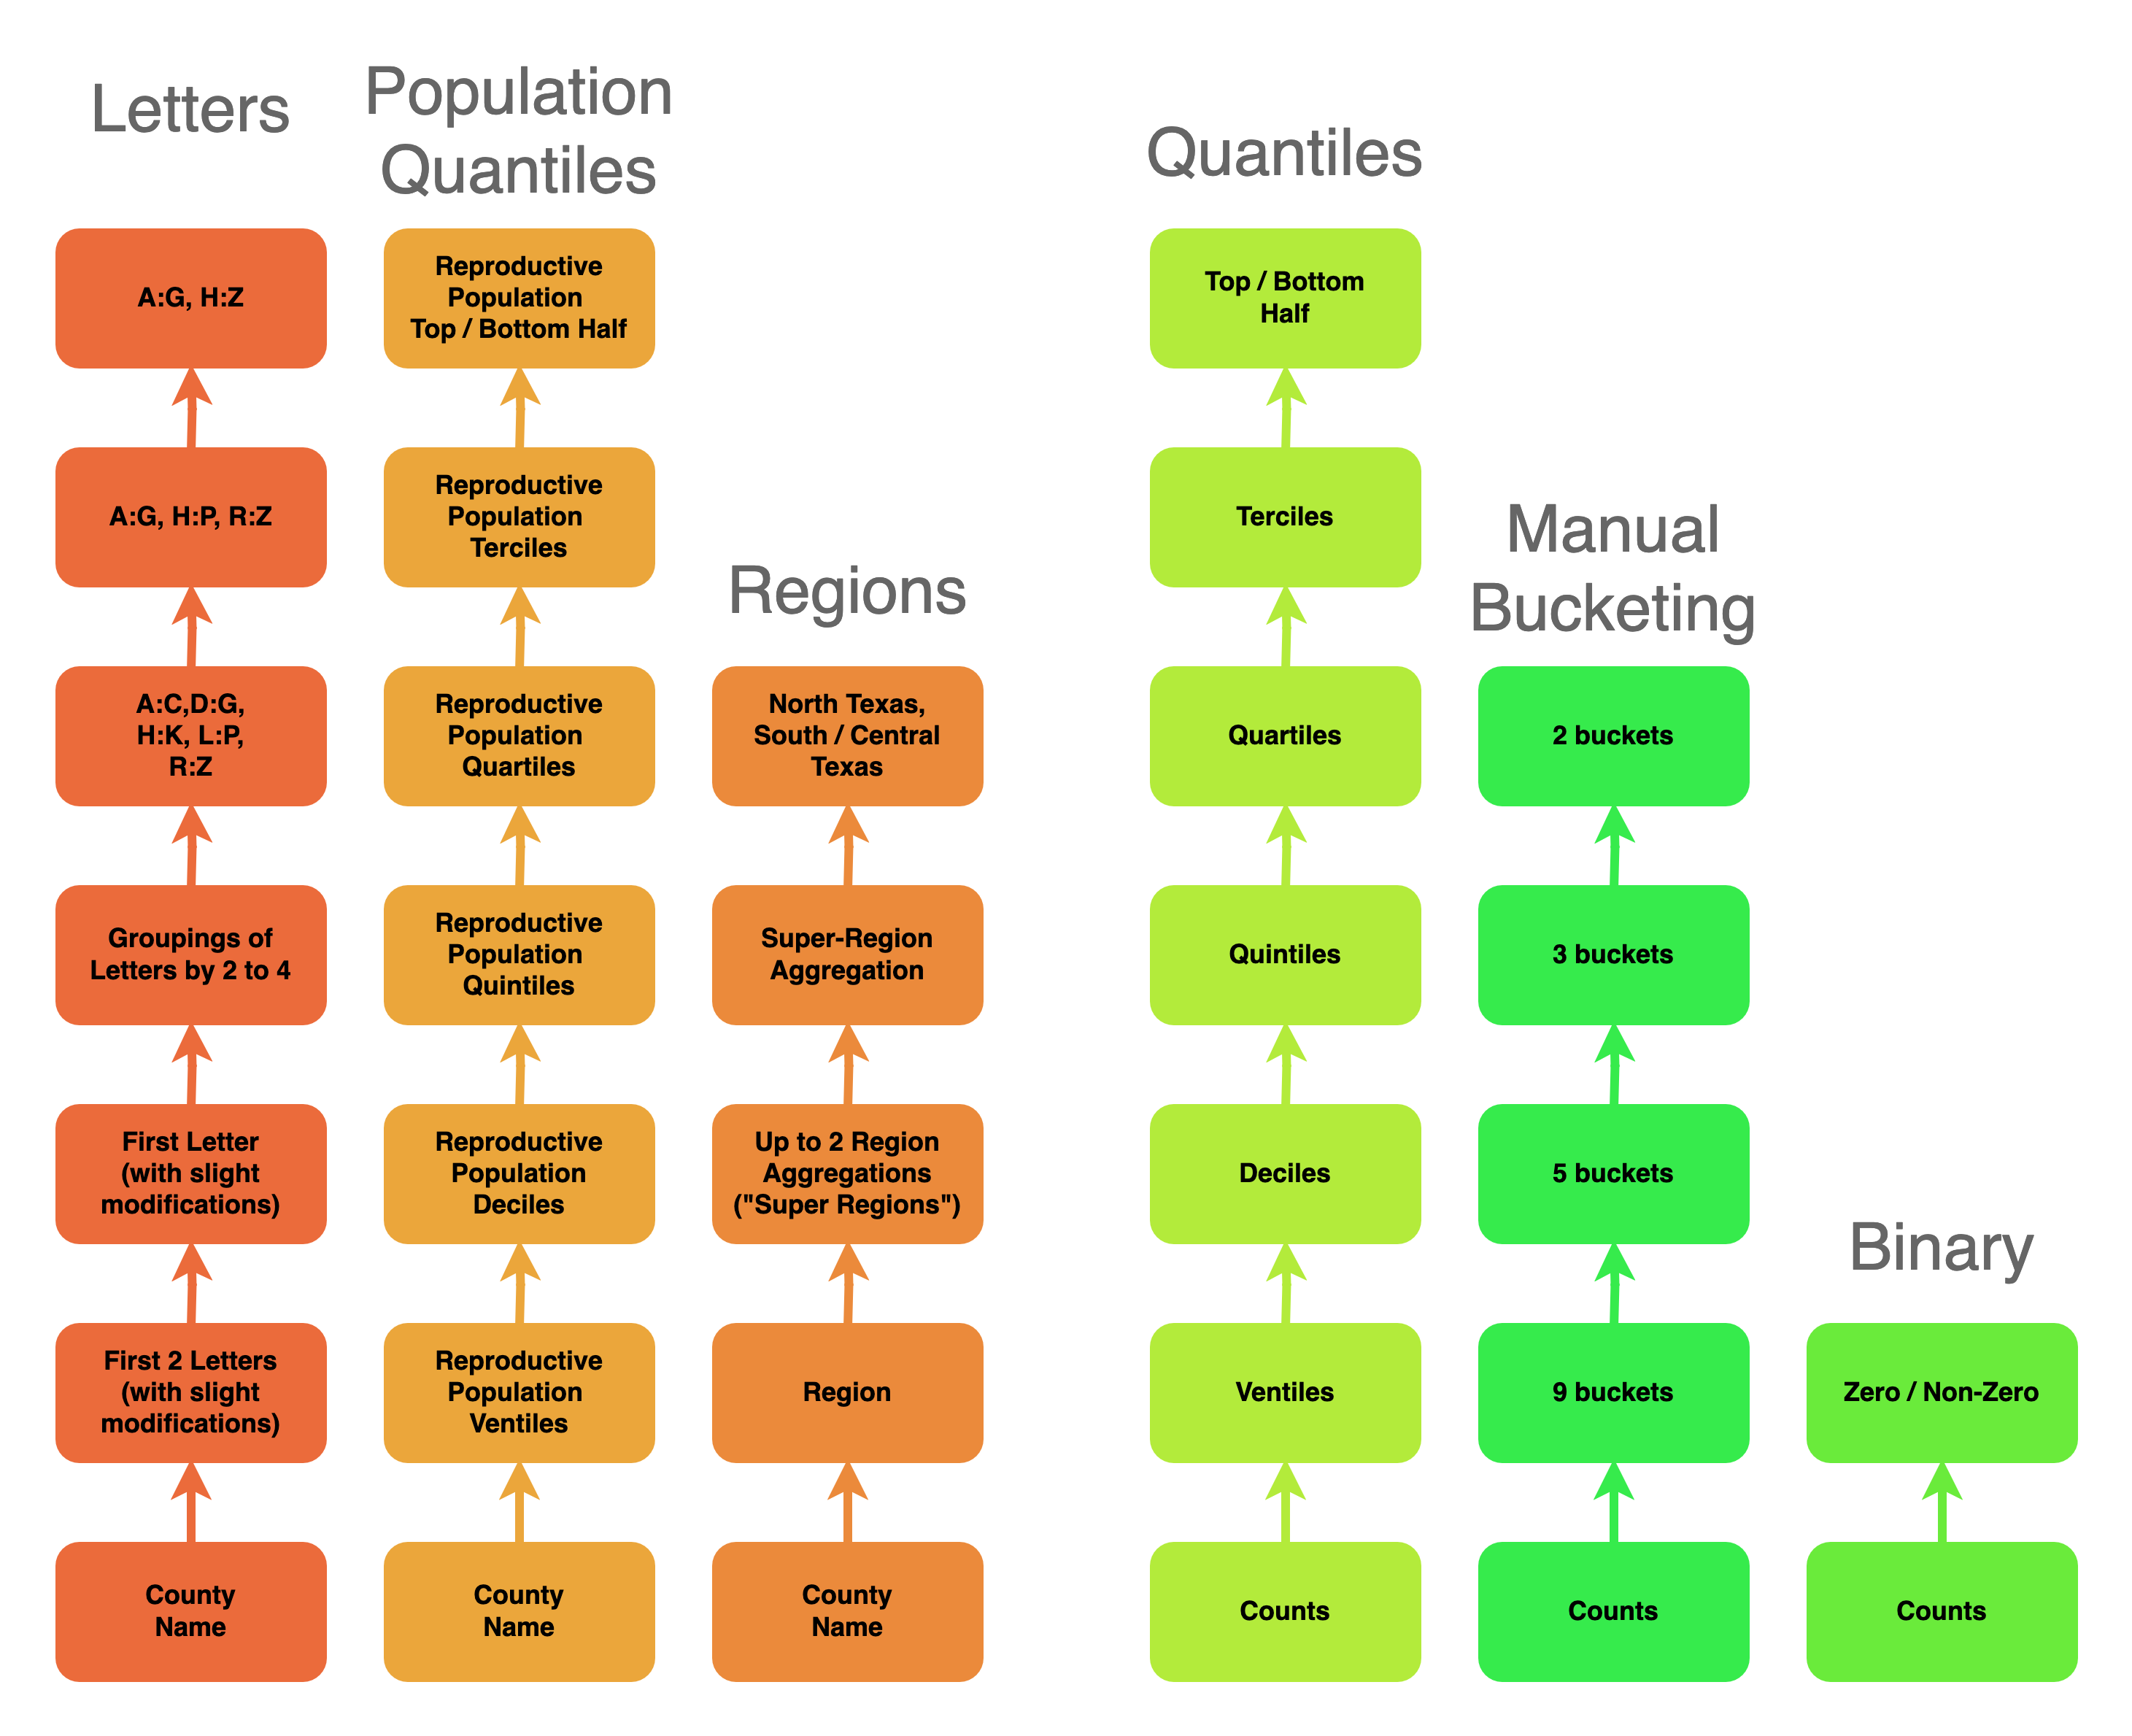 Letters
A:G, H:Z
A:G, H:P, R:Z
A:C,D:G,
H:K, L:P,
R:Z
Groupings of
Letters by 2 to 4
First Letter
(with slight
modifications)
First 2 Letters
(with slight
modifications)
County
Name
Population
Quantiles
Reproductive
Population
Top / Bottom Half
Reproductive
Population
Terciles
Reproductive
Population
Quartiles
Reproductive
Population
Quintiles
Reproductive
Population
Deciles
Reproductive
Population
Ventiles
County
Name
Regions
North Texas,
South / Central
Texas
Super-Region
Aggregation
Up to 2 Region
Aggregations
("Super Regions")
Region
County
Name
Quantiles
Top / Bottom
Half
Terciles
Quartiles
Quintiles
Deciles
Ventiles
Counts
Manual
Bucketing
2 buckets
3 buckets
5 buckets
9 buckets
Counts
Binary
Zero / Non-Zero
Counts